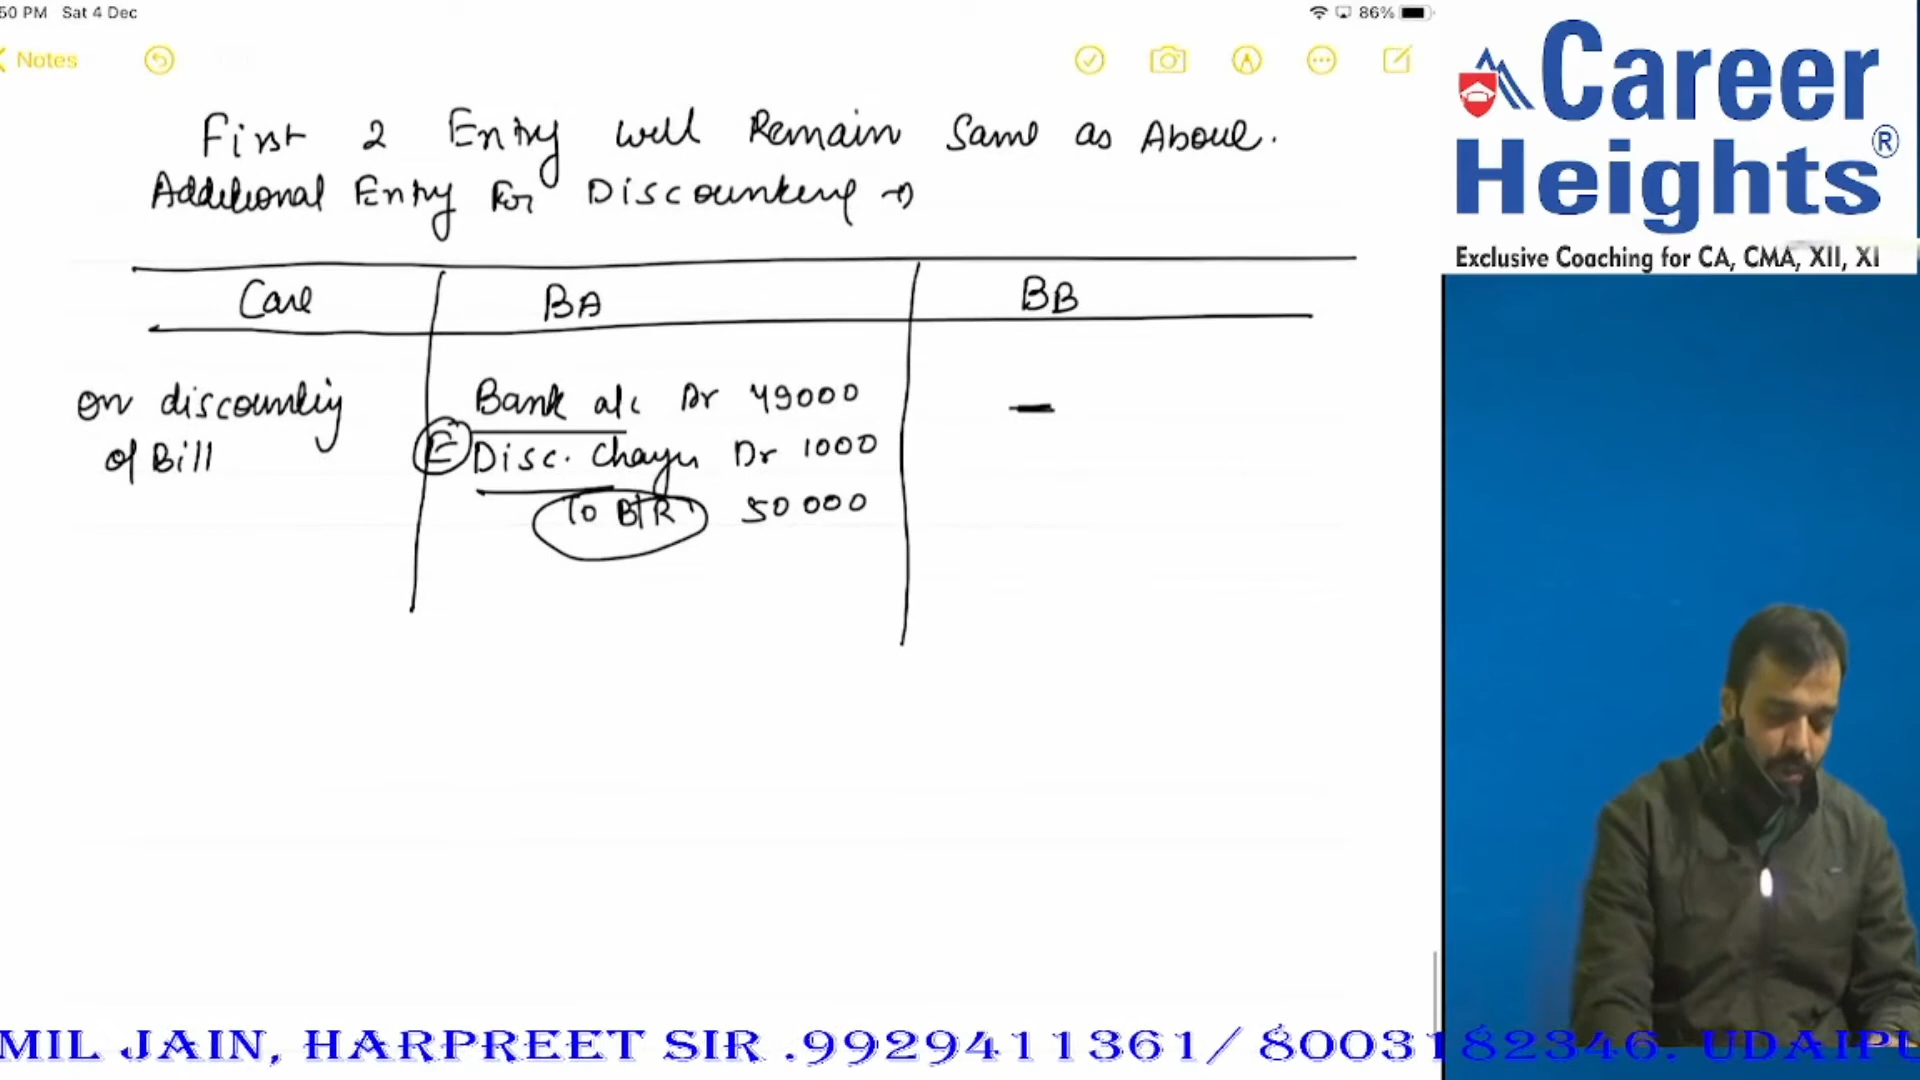 50 PM Sat 4 Dec
86%
Notes
First 2 Entry will Remain Same as Above.
Additional Entry For Discounting →
Case BA BB
On discounting of Bill
Bank a/c Dr 49000 —
E Disc. Charges Dr 1000
To B/R 50000
Career
Heights®
Exclusive Coaching for CA, CMA, XII, XI
MIL JAIN, HARPREET SIR .9929411361/ 8003182346. UDAIPU